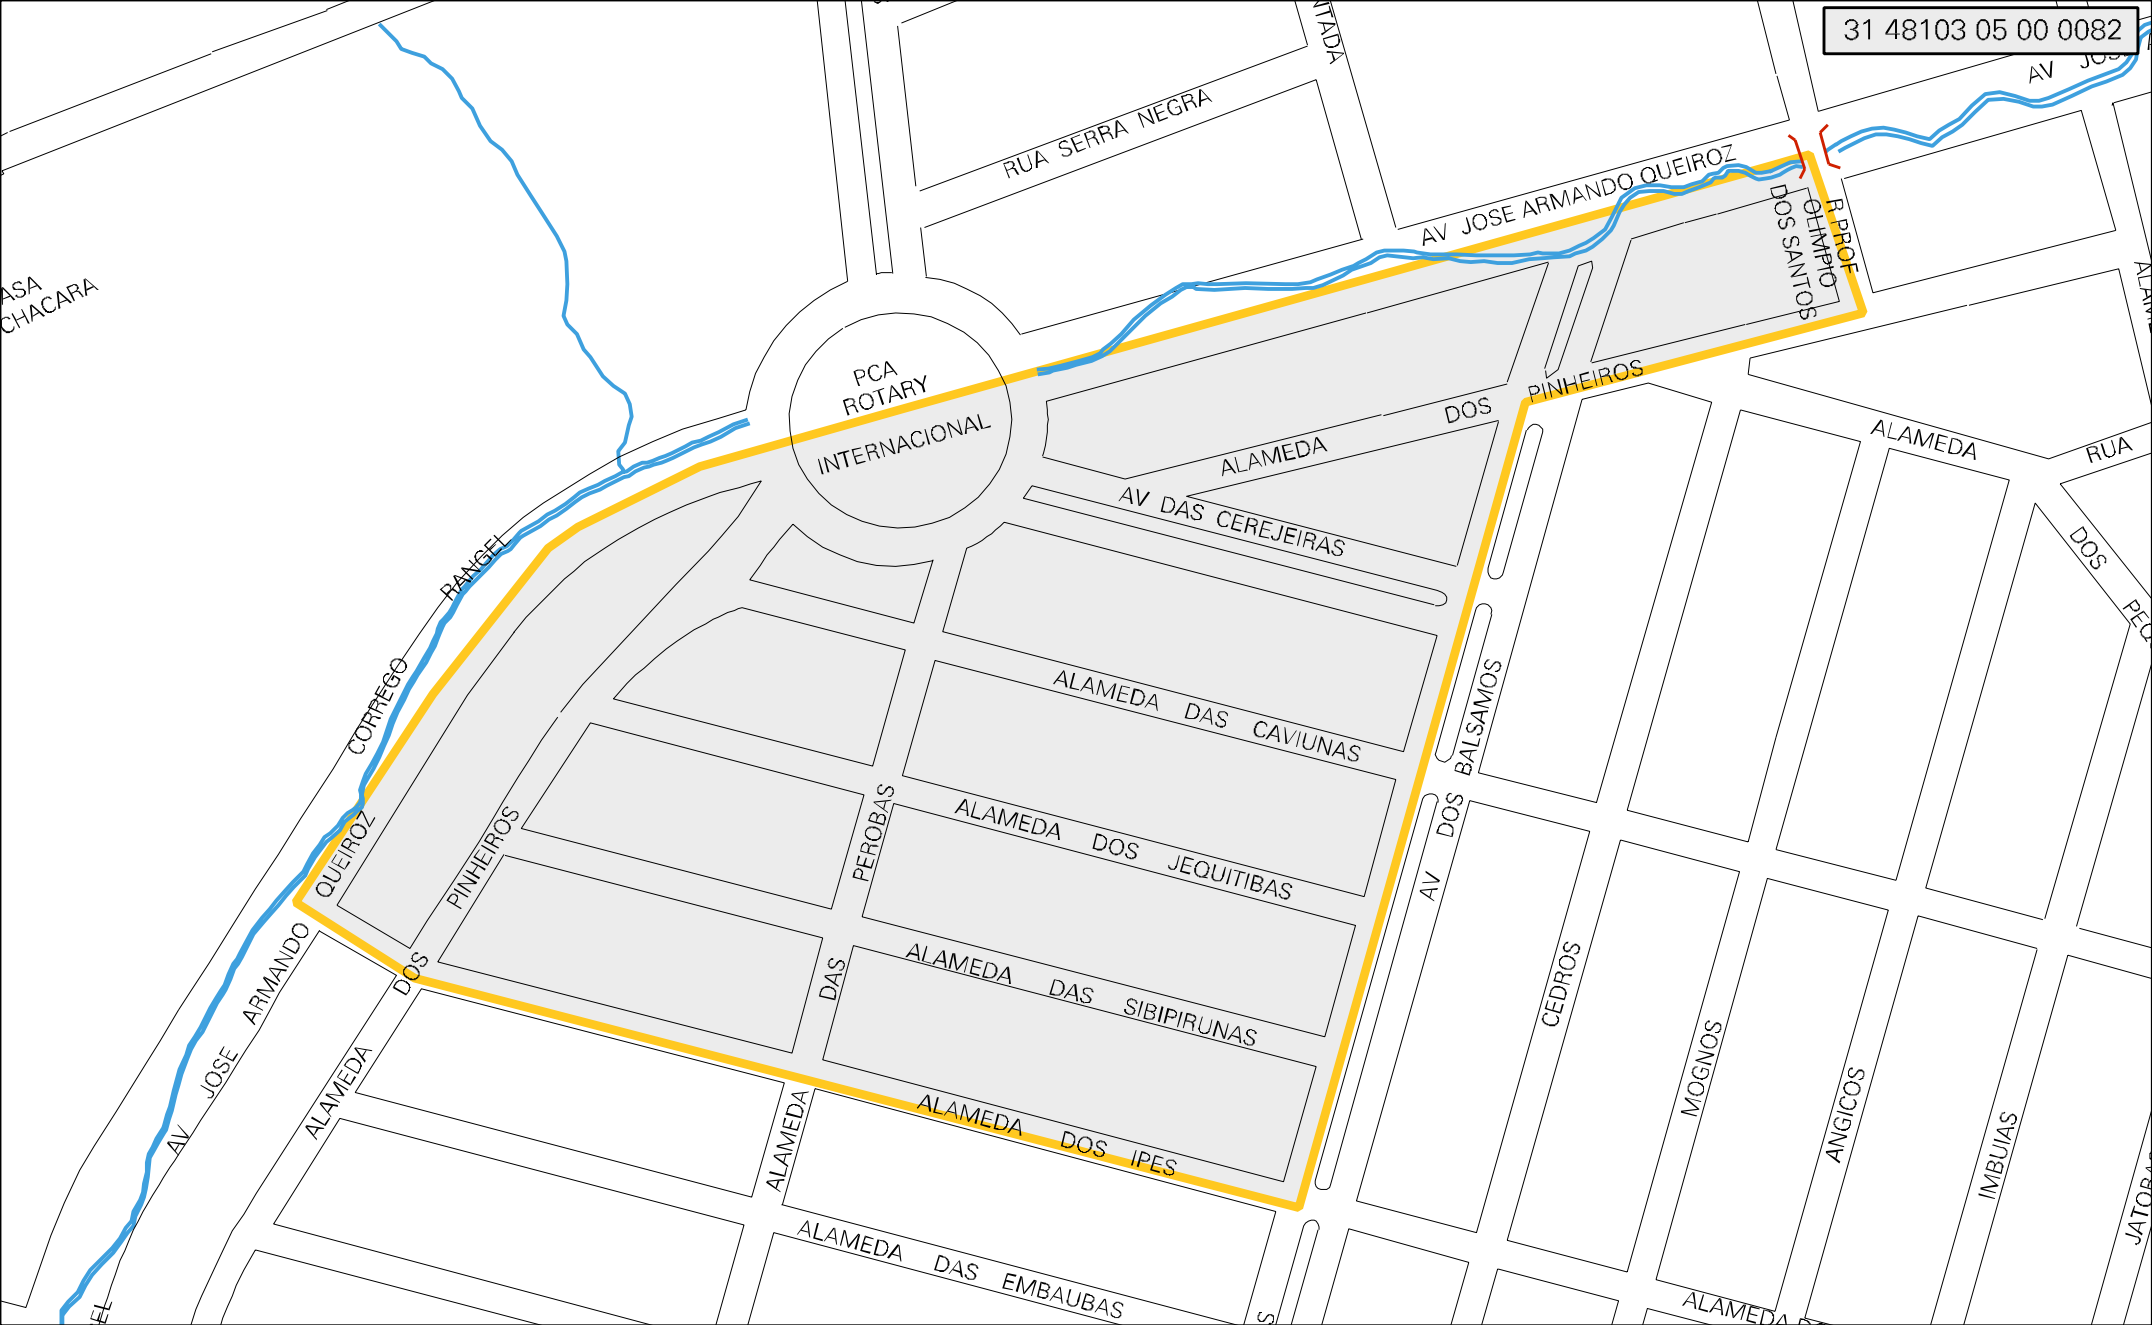 31 48103 05 00 0082
RUA SERRA NEGRA
AV JOSE ARMANDO QUEIROZ
R PROF
OLIMPIO
DOS SANTOS
CHACARA
PCA
ROTARY
INTERNACIONAL
ALAMEDA DOS PINHEIROS
AV DAS CEREJEIRAS
ALAMEDA DOS
RUA
CORREGO RANGEL
ALAMEDA DAS CAVIUNAS
ALAMEDA DOS JEQUITIBAS
ALAMEDA DAS SIBIPIRUNAS
ALAMEDA DOS IPES
ALAMEDA DAS EMBAUBAS
AV JOSE ARMANDO QUEIROZ
ALAMEDA DOS PINHEIROS
ALAMEDA DAS PEROBAS
AV DOS BALSAMOS
CEDROS
MOGNOS
ANGICOS
IMBUIAS
ALAMEDA